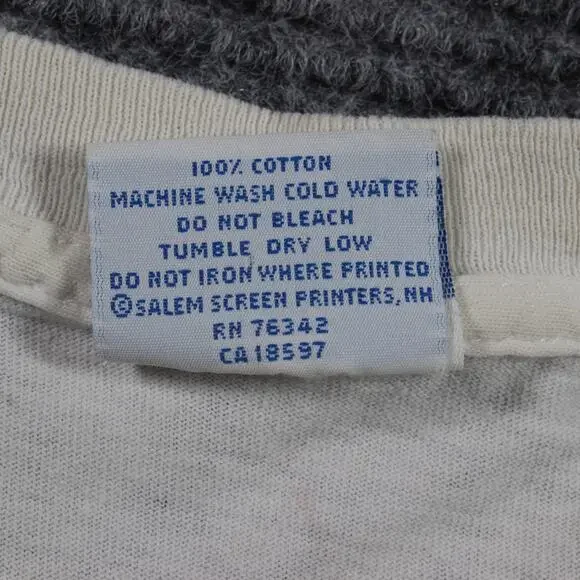 100% COTTON
MACHINE WASH COLD WATER
DO NOT BLEACH
TUMBLE DRY LOW
DO NOT IRON WHERE PRINTED
©SALEM SCREEN PRINTERS, NH
RN 76342
CA 18597